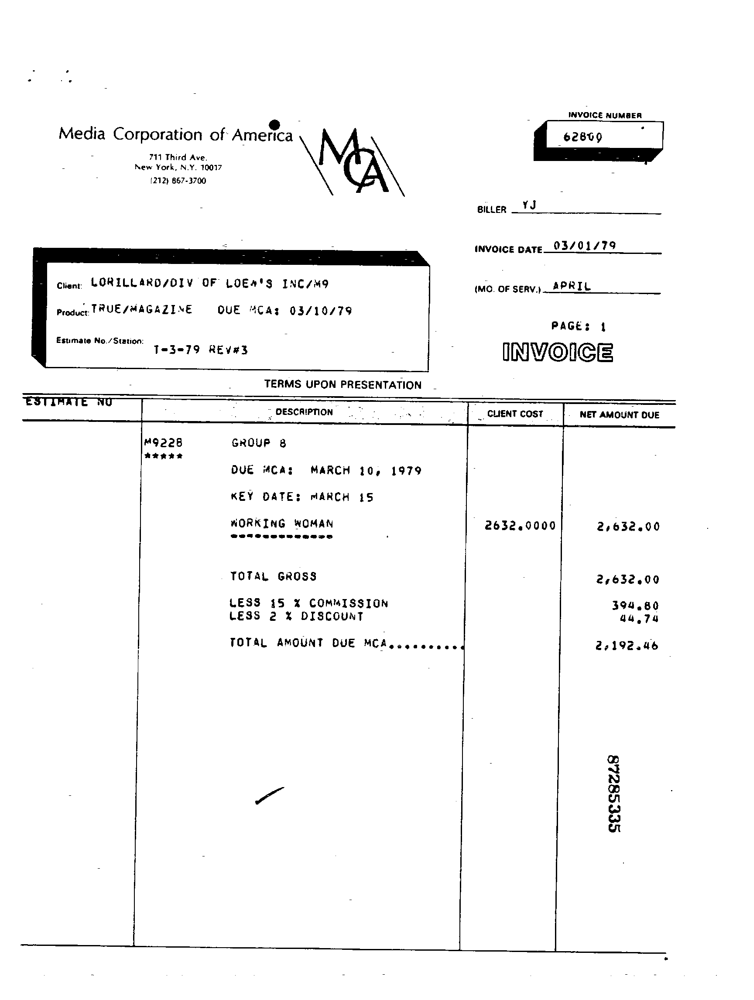 INVOICE NUMBER
Media Corporation of America
MCA
711 Third Ave.
New York, N.Y. 10017
(212) 867-3700
BILLER YJ
INVOICE DATE 03/01/79
Client: LORILLARD/DIV OF LOEW'S INC/M9
(MO. OF SERV.) APRIL
Product: TRUE/MAGAZINE DUE MCA: 03/10/79
PAGE: 1
Estimate No./Station: T-3-79 REV#3
INVOICE
TERMS UPON PRESENTATION
ESTIMATE NO DESCRIPTION CLIENT COST NET AMOUNT DUE
M9228 GROUP 8
*****
DUE MCA: MARCH 10, 1979
KEY DATE: MARCH 15
WORKING WOMAN 2632.0000 2,632.00
-------------
TOTAL GROSS 2,632.00
LESS 15 % COMMISSION 394.80
LESS 2 % DISCOUNT 44.74
TOTAL AMOUNT DUE MCA.......... 2,192.46
87285335